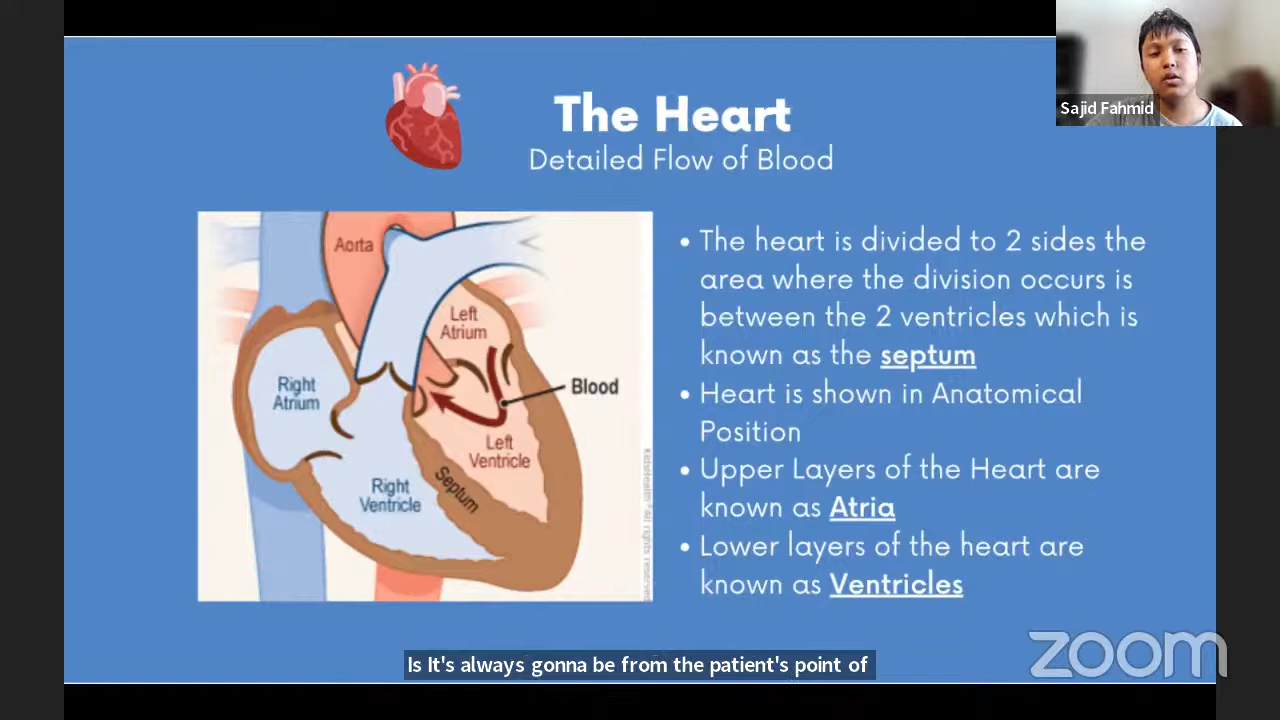 Sajid Fahmid
The Heart
Detailed Flow of Blood
Aorta
Left
Atrium
Right
Atrium
Blood
Left
Ventricle
Septum
Right
Ventricle
KidsHealth® All rights reserved.
• The heart is divided to 2 sides the
area where the division occurs is
between the 2 ventricles which is
known as the septum
• Heart is shown in Anatomical
Position
• Upper Layers of the Heart are
known as Atria
• Lower layers of the heart are
known as Ventricles
Is It's always gonna be from the patient's point of
zoom